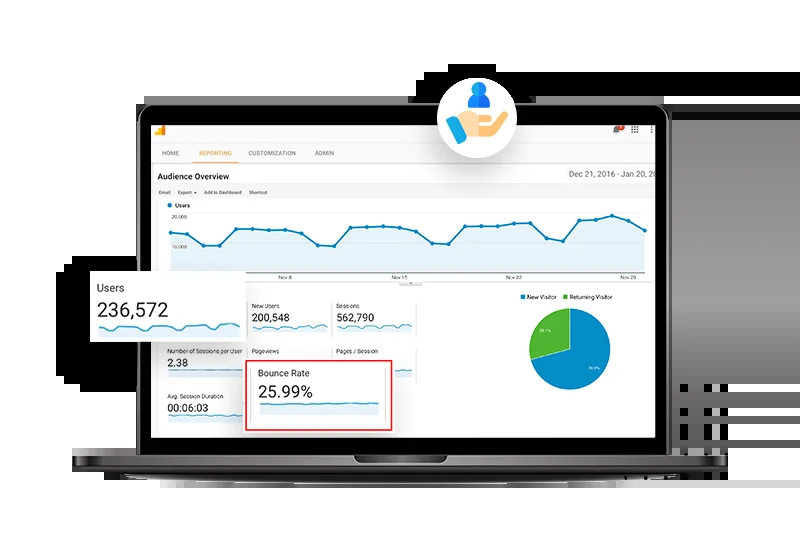 HOME REPORTING CUSTOMIZATION ADMIN
Audience Overview
Dec 21, 2016 - Jan 20, 20
Email Export Add to Dashboard Shortcut
Users
20,000
10,000
Nov 8 Nov 15 Nov 22 Nov 29
Users
236,572
New Users
200,548
Sessions
562,790
New Visitor Returning Visitor
Number of Sessions per User
2.38
Pageviews
Pages / Session
Bounce Rate
25.99%
Avg. Session Duration
00:06:03